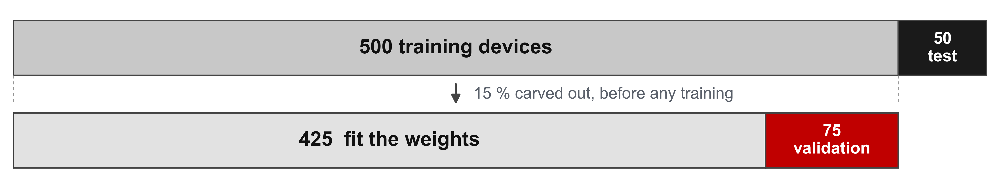 500 training devices
50
test
15 % carved out, before any training
425 fit the weights
75
validation